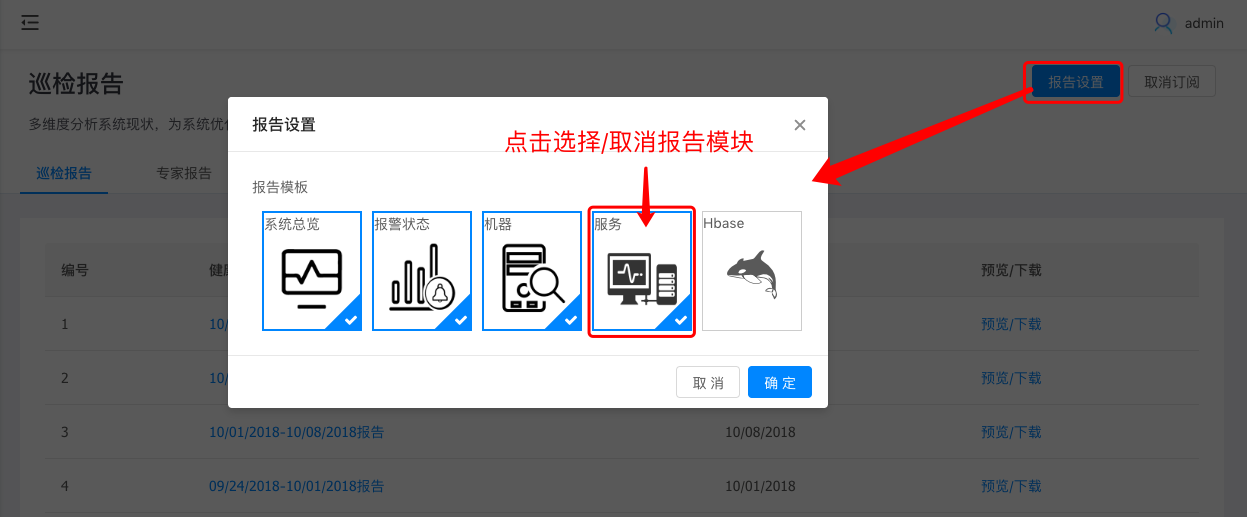 admin
巡检报告
报告设置
取消订阅
多维度分析系统现状，为系统优
报告设置
点击选择/取消报告模块
巡检报告
专家报告
报告模板
系统总览
报警状态
机器
服务
Hbase
编号
预览/下载
1
10/
预览/下载
取 消
确 定
2
10/
预览/下载
3
10/01/2018-10/08/2018报告
10/08/2018
预览/下载
4
09/24/2018-10/01/2018报告
10/01/2018
预览/下载